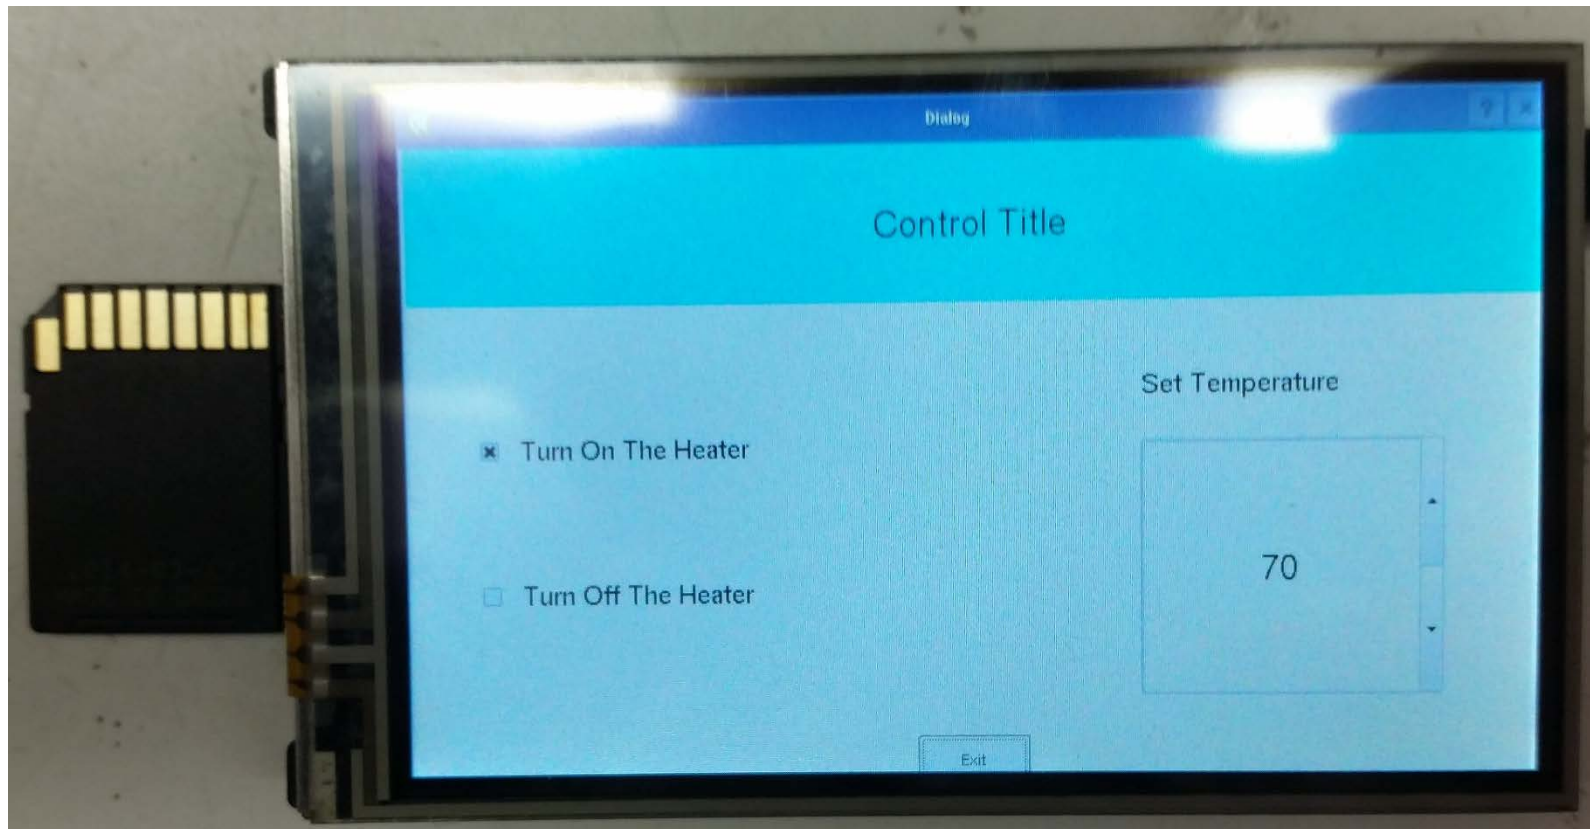 Dialog
Control Title
Set Temperature
Turn On The Heater
70
Turn Off The Heater
Exit